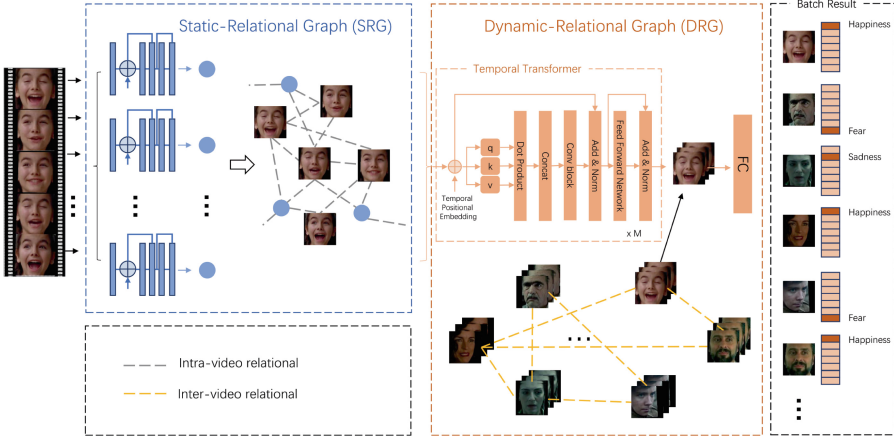 Static-Relational Graph (SRG)
Dynamic-Relational Graph (DRG)
Batch Result
Temporal Transformer
q
k
v
Dot Product
Concat
Conv block
Add & Norm
Feed Forward Network
Add & Norm
Temporal
Positional
Embedding
x M
FC
Intra-video relational
Inter-video relational
Happiness
Fear
Sadness
Happiness
Fear
Happiness